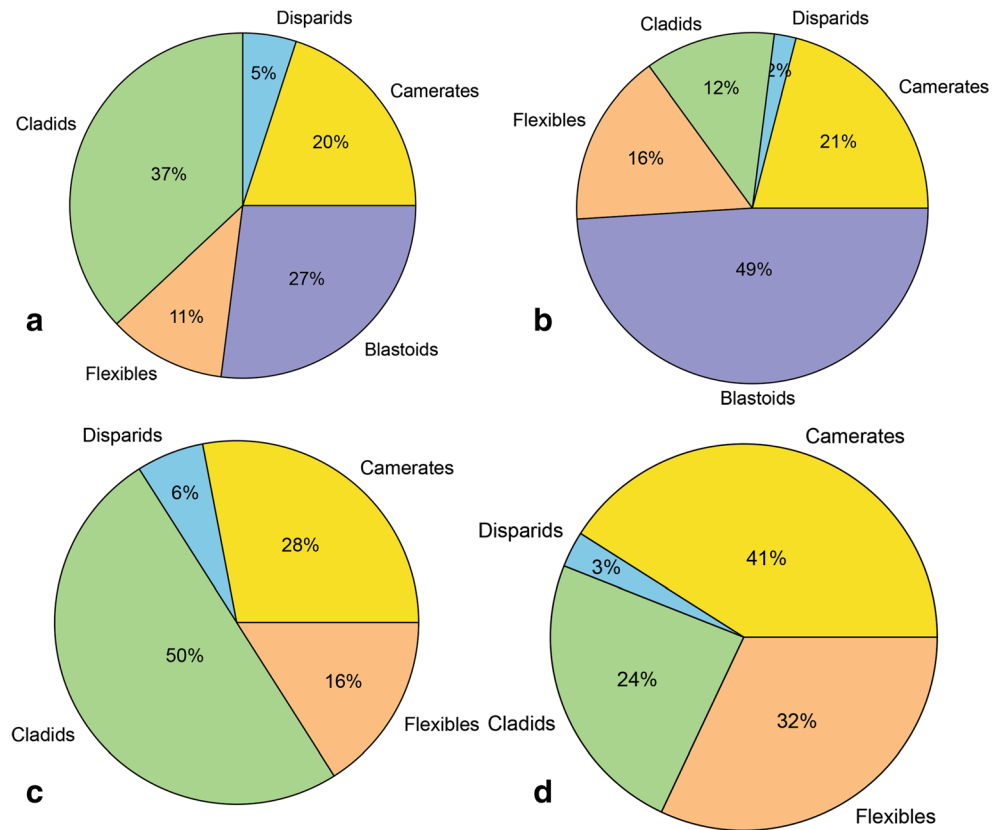 Disparids
5%
Camerates
20%
Cladids
37%
27%
11%
Blastoids
Flexibles
a
Cladids
Disparids
2%
12%
Camerates
Flexibles
21%
16%
49%
b
Blastoids
Disparids
6%
Camerates
28%
50%
16%
Cladids
Flexibles
c
Camerates
Disparids
41%
3%
24%
32%
Cladids
d
Flexibles